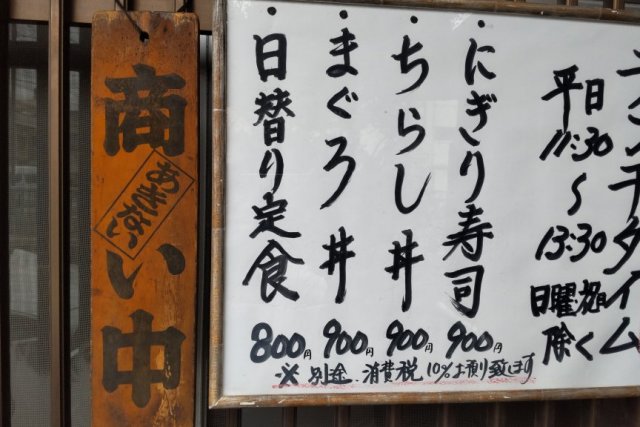 ランチタイム
平日
11:30
～
13:30
日曜・祝日
除く
・にぎり寿司 900円
・ちらし丼 900円
・まぐろ丼 900円
・日替り定食 800円
※別途.消費税10%お預り致します
商い中
あきない